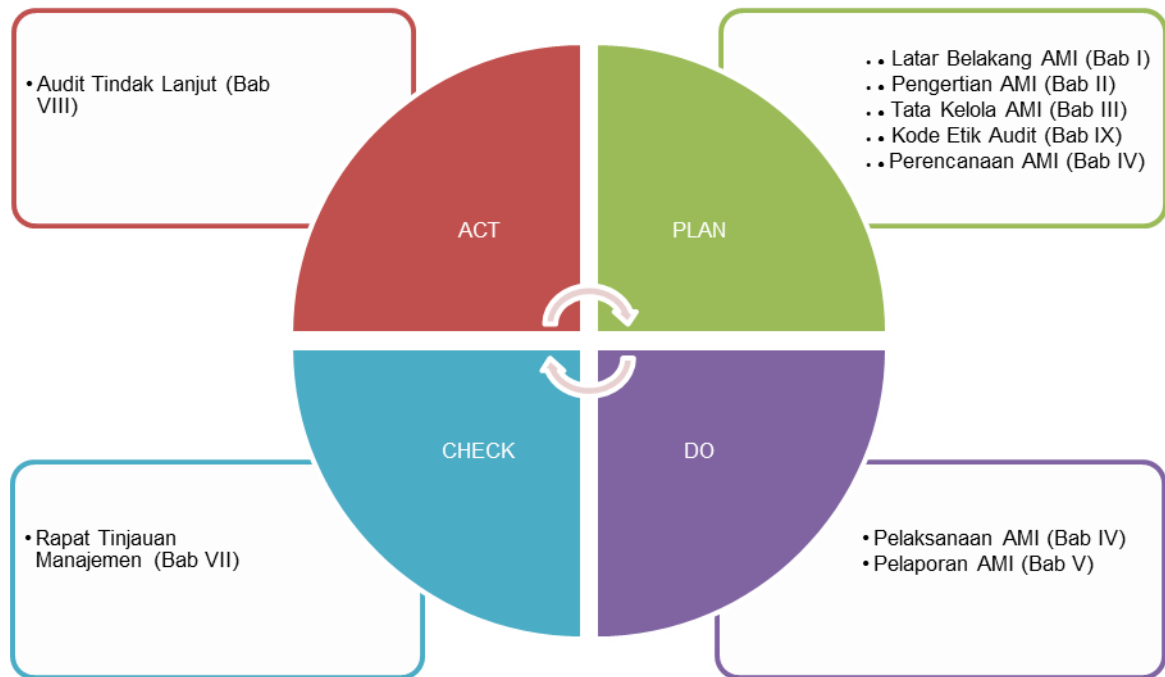 • Audit Tindak Lanjut (Bab
VIII)
• • Latar Belakang AMI (Bab I)
• • Pengertian AMI (Bab II)
• • Tata Kelola AMI (Bab III)
• • Kode Etik Audit (Bab IX)
• • Perencanaan AMI (Bab IV)
ACT
PLAN
CHECK
DO
• Rapat Tinjauan
Manajemen (Bab VII)
• Pelaksanaan AMI (Bab IV)
• Pelaporan AMI (Bab V)